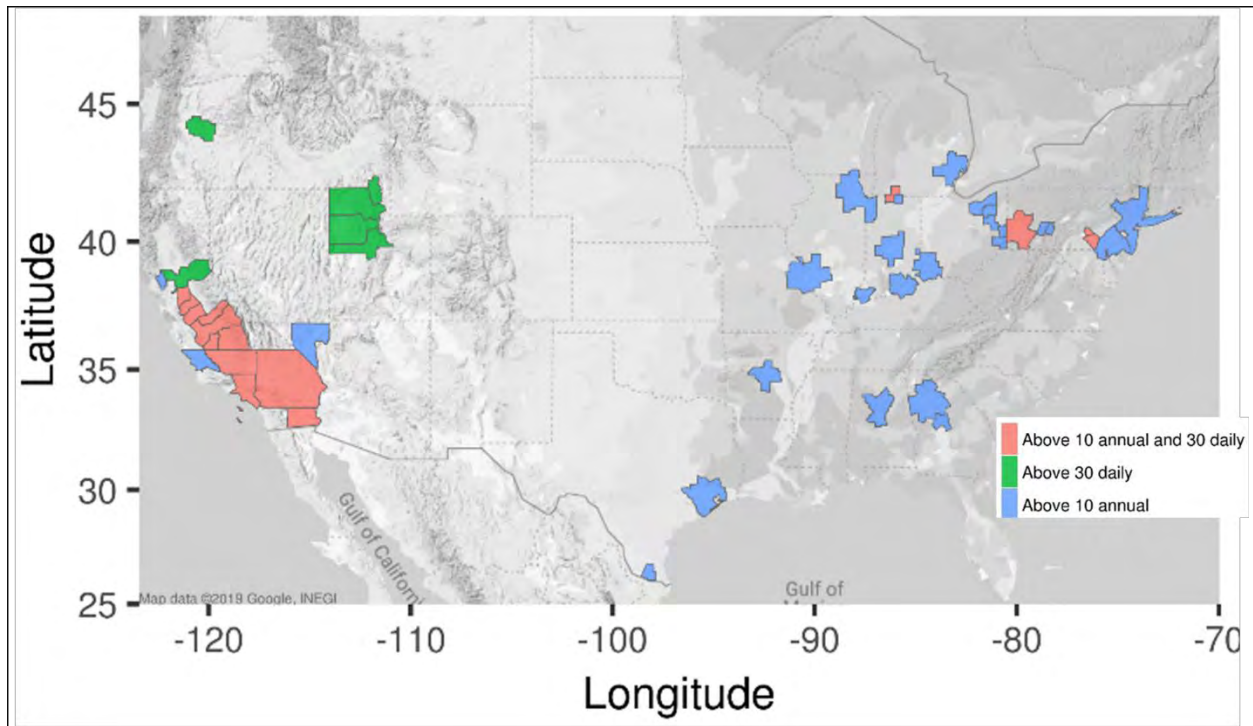 45
40
35
30
25
Latitude
Above 10 annual and 30 daily
Above 30 daily
Above 10 annual
Gulf of Californi
Gulf of
Map data ©2019 Google, INEGI
-120
-110
-100
-90
-80
-70
Longitude